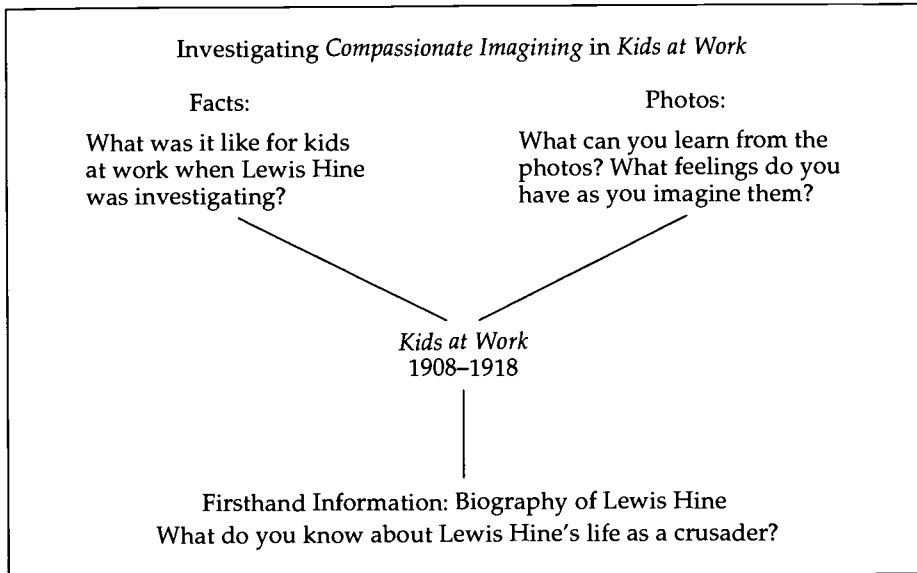 Investigating Compassionate Imagining in Kids at Work
Facts:
What was it like for kids
at work when Lewis Hine
was investigating?
Photos:
What can you learn from the
photos? What feelings do you
have as you imagine them?
Kids at Work
1908–1918
Firsthand Information: Biography of Lewis Hine
What do you know about Lewis Hine's life as a crusader?